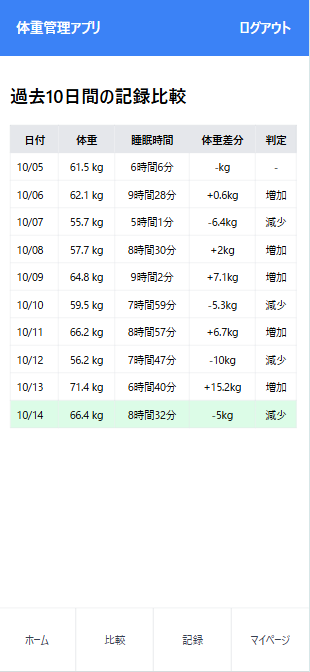 体重管理アプリ ログアウト
過去10日間の記録比較
日付 体重 睡眠時間 体重差分 判定
10/05 61.5 kg 6時間6分 -kg -
10/06 62.1 kg 9時間28分 +0.6kg 増加
10/07 55.7 kg 5時間1分 -6.4kg 減少
10/08 57.7 kg 8時間30分 +2kg 増加
10/09 64.8 kg 9時間2分 +7.1kg 増加
10/10 59.5 kg 7時間59分 -5.3kg 減少
10/11 66.2 kg 8時間57分 +6.7kg 増加
10/12 56.2 kg 7時間47分 -10kg 減少
10/13 71.4 kg 6時間40分 +15.2kg 増加
10/14 66.4 kg 8時間32分 -5kg 減少
ホーム 比較 記録 マイページ